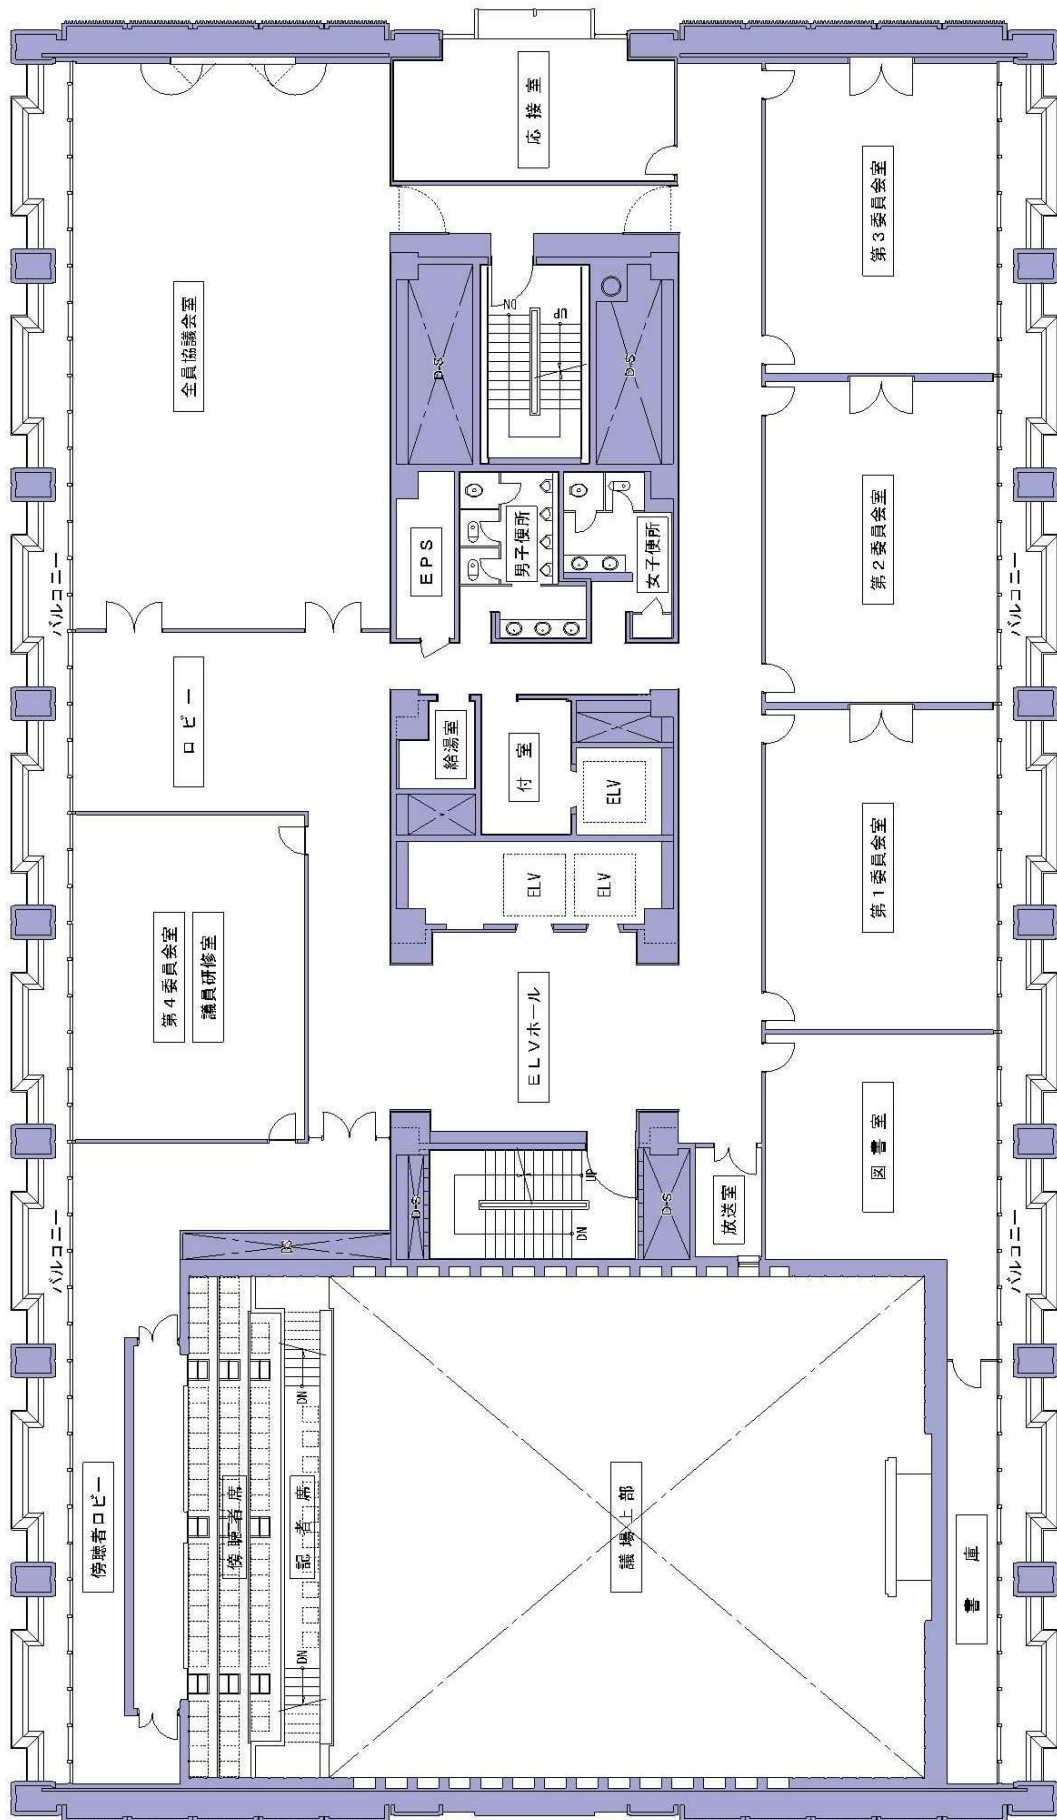 応接室
全員協議会室
第3委員会室
D-S
D-S
DN
UP
バルコニー
EPS
男子便所
女子便所
第2委員会室
バルコニー
ロビー
給湯室
付室
ELV
第4委員会室
議員研修室
ELV
ELV
第1委員会室
ELVホール
図書室
D-S
UP
DN
D-S
放送室
バルコニー
DS
バルコニー
傍聴者ロビー
傍聴者席
記者席
DN
DN
議場上部
書庫